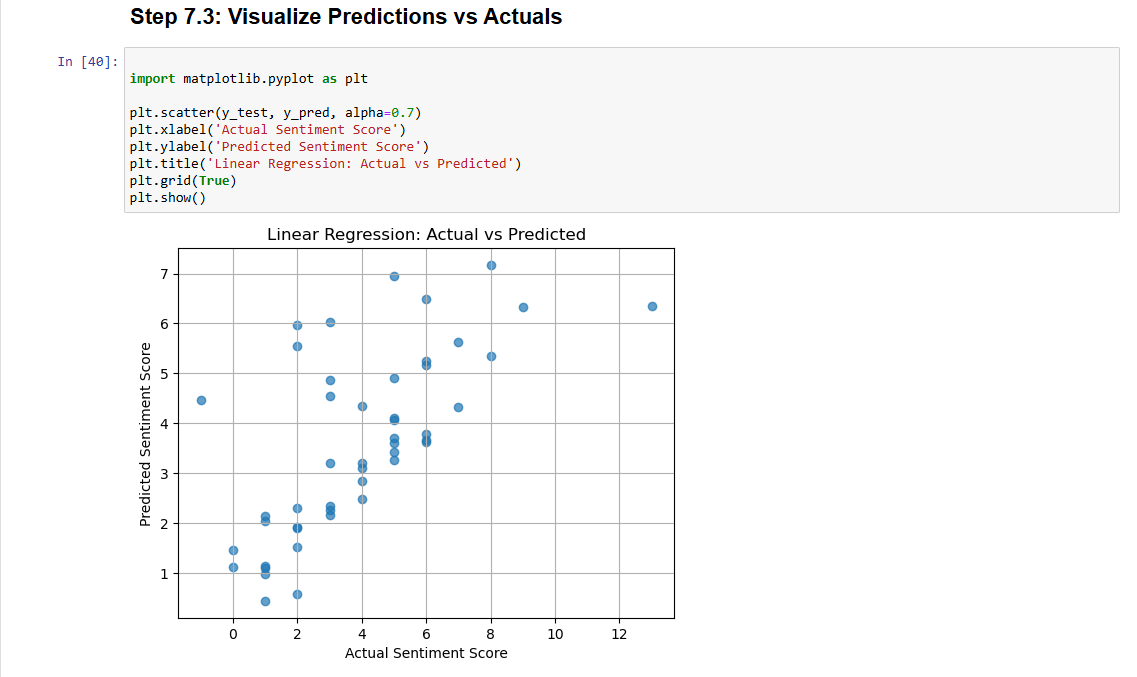 Step 7.3: Visualize Predictions vs Actuals
In [40]:
import matplotlib.pyplot as plt
plt.scatter(y_test, y_pred, alpha=0.7)
plt.xlabel('Actual Sentiment Score')
plt.ylabel('Predicted Sentiment Score')
plt.title('Linear Regression: Actual vs Predicted')
plt.grid(True)
plt.show()
Linear Regression: Actual vs Predicted
Predicted Sentiment Score
7
6
5
4
3
2
1
0 2 4 6 8 10 12
Actual Sentiment Score